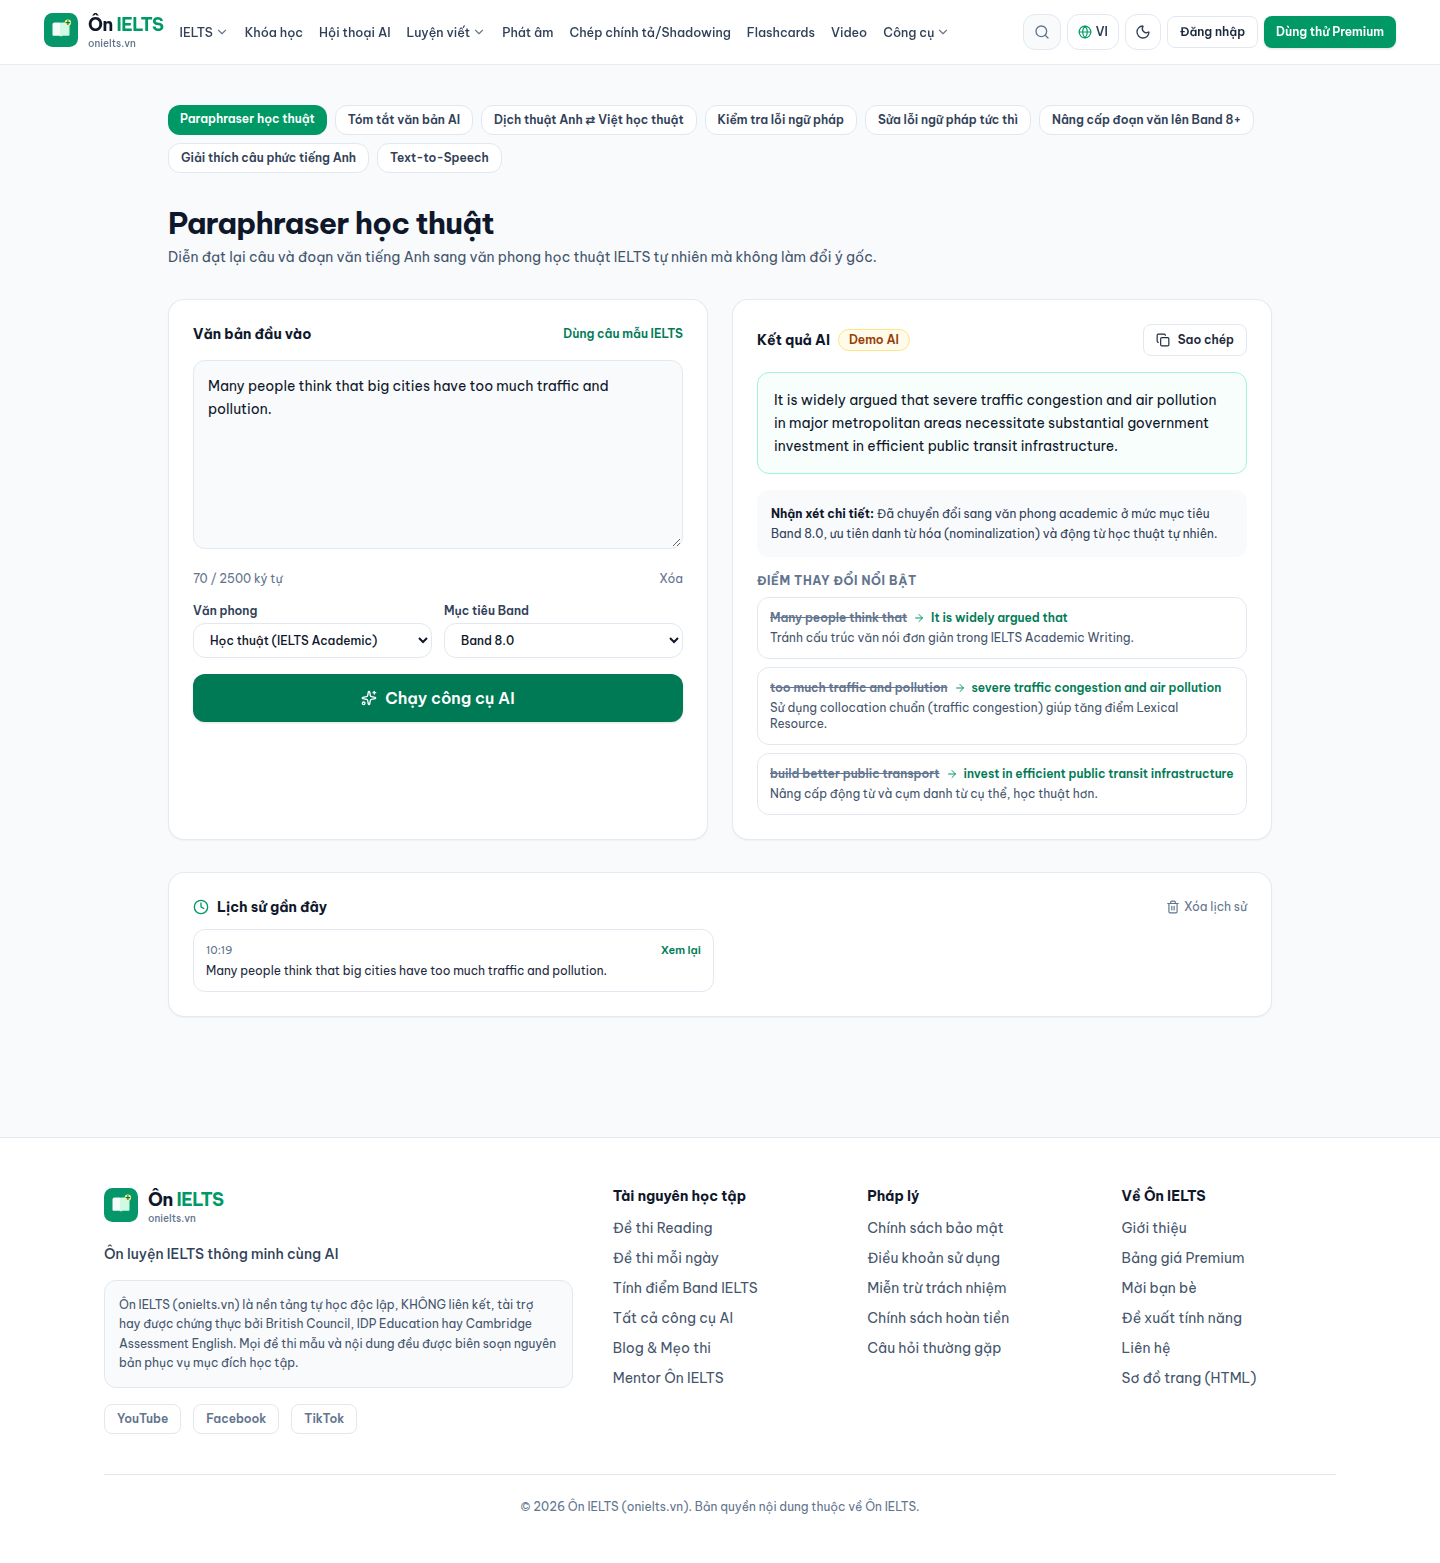 Ôn IELTS
onielts.vn
IELTS
Khóa học
Hội thoại AI
Luyện viết
Phát âm
Chép chính tả/Shadowing
Flashcards
Video
Công cụ
VI
Đăng nhập
Dùng thử Premium
Paraphraser học thuật
Tóm tắt văn bản AI
Dịch thuật Anh ⇄ Việt học thuật
Kiểm tra lỗi ngữ pháp
Sửa lỗi ngữ pháp tức thì
Nâng cấp đoạn văn lên Band 8+
Giải thích câu phức tiếng Anh
Text-to-Speech
Paraphraser học thuật
Diễn đạt lại câu và đoạn văn tiếng Anh sang văn phong học thuật IELTS tự nhiên mà không làm đổi ý gốc.
Văn bản đầu vào
Dùng câu mẫu IELTS
Many people think that big cities have too much traffic and
pollution.
70 / 2500 ký tự
Xóa
Văn phong
Mục tiêu Band
Học thuật (IELTS Academic)
Band 8.0
Chạy công cụ AI
Kết quả AI
Demo AI
Sao chép
It is widely argued that severe traffic congestion and air pollution
in major metropolitan areas necessitate substantial government
investment in efficient public transit infrastructure.
Nhận xét chi tiết: Đã chuyển đổi sang văn phong academic ở mức mục tiêu
Band 8.0, ưu tiên danh từ hóa (nominalization) và động từ học thuật tự nhiên.
ĐIỂM THAY ĐỔI NỔI BẬT
Many people think that → It is widely argued that
Tránh cấu trúc văn nói đơn giản trong IELTS Academic Writing.
too much traffic and pollution → severe traffic congestion and air pollution
Sử dụng collocation chuẩn (traffic congestion) giúp tăng điểm Lexical
Resource.
build better public transport → invest in efficient public transit infrastructure
Nâng cấp động từ và cụm danh từ cụ thể, học thuật hơn.
Lịch sử gần đây
Xóa lịch sử
10:19
Xem lại
Many people think that big cities have too much traffic and pollution.
Ôn IELTS
onielts.vn
Ôn luyện IELTS thông minh cùng AI
Ôn IELTS (onielts.vn) là nền tảng tự học độc lập, KHÔNG liên kết, tài trợ
hay được chứng thực bởi British Council, IDP Education hay Cambridge
Assessment English. Mọi đề thi mẫu và nội dung đều được biên soạn nguyên
bản phục vụ mục đích học tập.
YouTube
Facebook
TikTok
Tài nguyên học tập
Đề thi Reading
Đề thi mỗi ngày
Tính điểm Band IELTS
Tất cả công cụ AI
Blog & Mẹo thi
Mentor Ôn IELTS
Pháp lý
Chính sách bảo mật
Điều khoản sử dụng
Miễn trừ trách nhiệm
Chính sách hoàn tiền
Câu hỏi thường gặp
Về Ôn IELTS
Giới thiệu
Bảng giá Premium
Mời bạn bè
Đề xuất tính năng
Liên hệ
Sơ đồ trang (HTML)
© 2026 Ôn IELTS (onielts.vn). Bản quyền nội dung thuộc về Ôn IELTS.